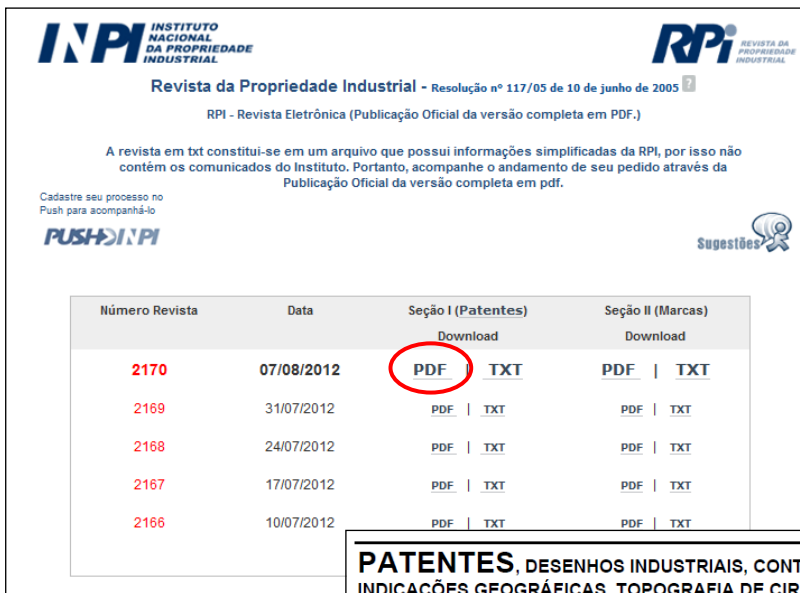 INPI INSTITUTO
NACIONAL
DA PROPRIEDADE
INDUSTRIAL
RPi REVISTA DA
PROPRIEDADE
INDUSTRIAL
Revista da Propriedade Industrial - Resolução nº 117/05 de 10 de junho de 2005 ?
RPI - Revista Eletrônica (Publicação Oficial da versão completa em PDF.)
A revista em txt constitui-se em um arquivo que possui informações simplificadas da RPI, por isso não
contém os comunicados do Instituto. Portanto, acompanhe o andamento de seu pedido através da
Publicação Oficial da versão completa em pdf.
Cadastre seu processo no
Push para acompanhá-lo
PUSH INPI
Sugestões
Número Revista Data Seção I (Patentes) Seção II (Marcas)
Download Download
2170 07/08/2012 PDF | TXT PDF | TXT
2169 31/07/2012 PDF | TXT PDF | TXT
2168 24/07/2012 PDF | TXT PDF | TXT
2167 17/07/2012 PDF | TXT PDF | TXT
2166 10/07/2012 PDF | TXT PDF | TXT
PATENTES, DESENHOS INDUSTRIAIS, CONT
INDICAÇÕES GEOGRÁFICAS, TOPOGRAFIA DE CIR